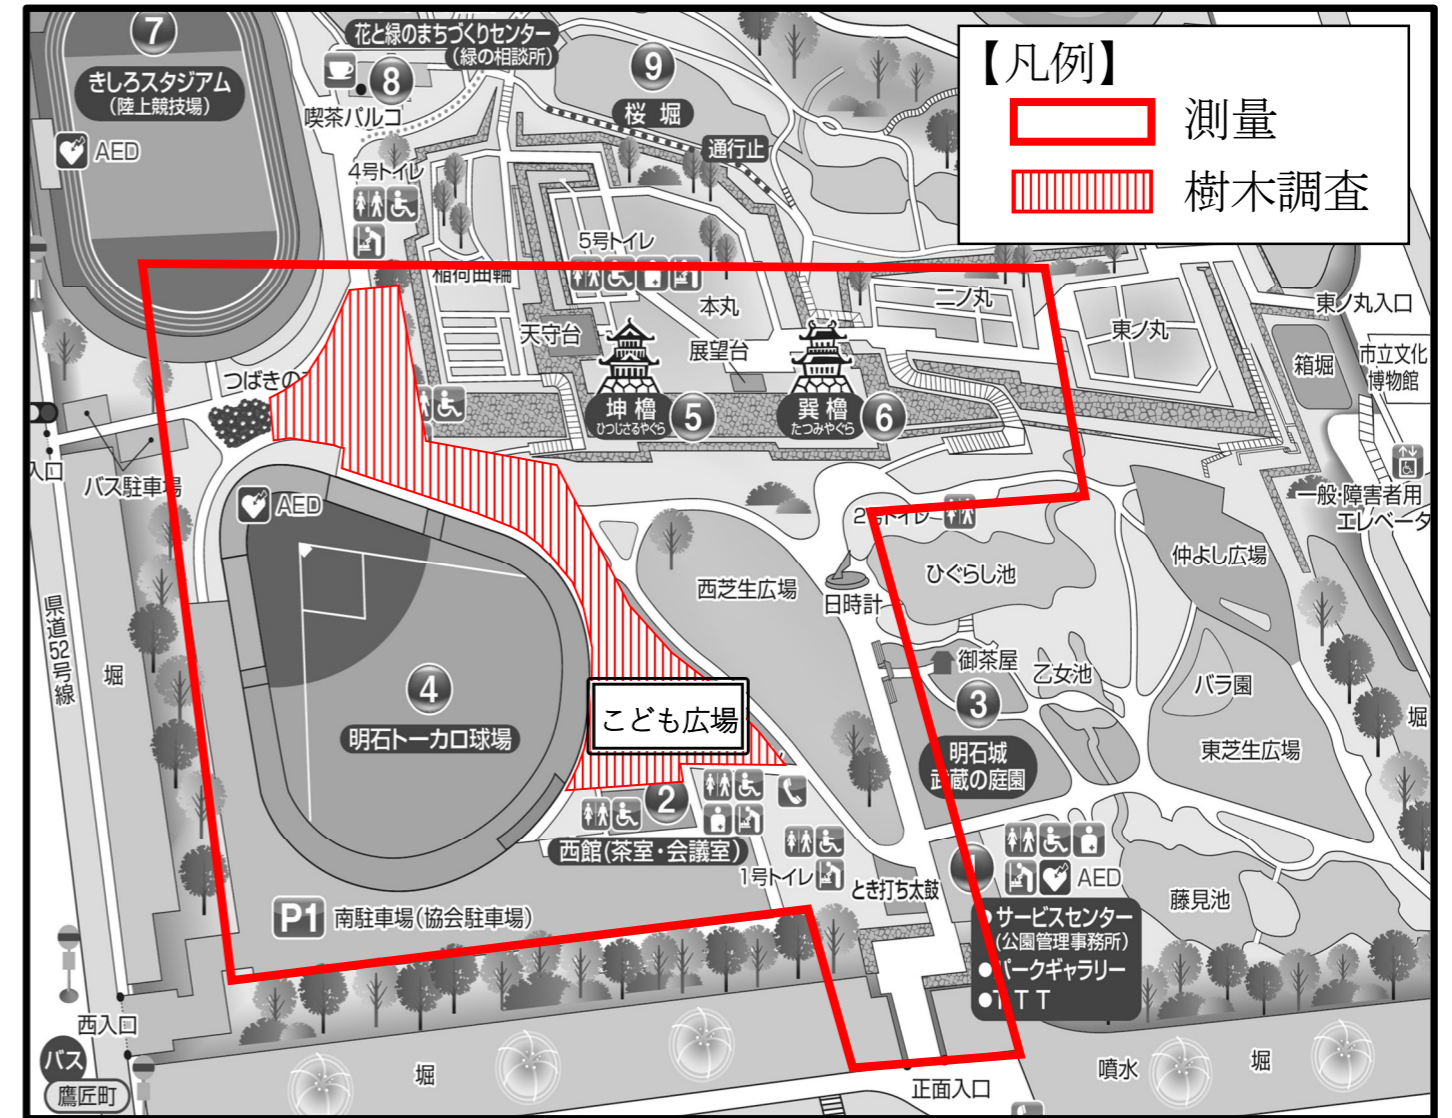 【凡例】
測量
樹木調査
7
きしろスタジアム
(陸上競技場)
AED
花と緑のまちづくりセンター
(緑の相談所)
8
喫茶パルコ
9
桜 堀
通行止
4号トイレ
5号トイレ
稲荷曲輪
本丸
二ノ丸
東ノ丸
東ノ丸入口
天守台
展望台
箱堀
市立文化
博物館
坤 櫓
ひつじさるやぐら
5
巽 櫓
たつみやぐら
6
つばきの
入口
バス駐車場
AED
一般・障害者用
エレベータ
2号トイレ
ひぐらし池
仲よし広場
西芝生広場
日時計
県道52号線
堀
御茶屋
乙女池
バラ園
堀
4
明石トーカロ球場
こども広場
3
明石城
武蔵の庭園
東芝生広場
2
西館(茶室・会議室)
1号トイレ
とき打ち太鼓
1
AED
藤見池
P1
南駐車場(協会駐車場)
●サービスセンター
(公園管理事務所)
●パークギャラリー
●TTT
西入口
バス
鷹匠町
堀
正面入口
噴水
堀